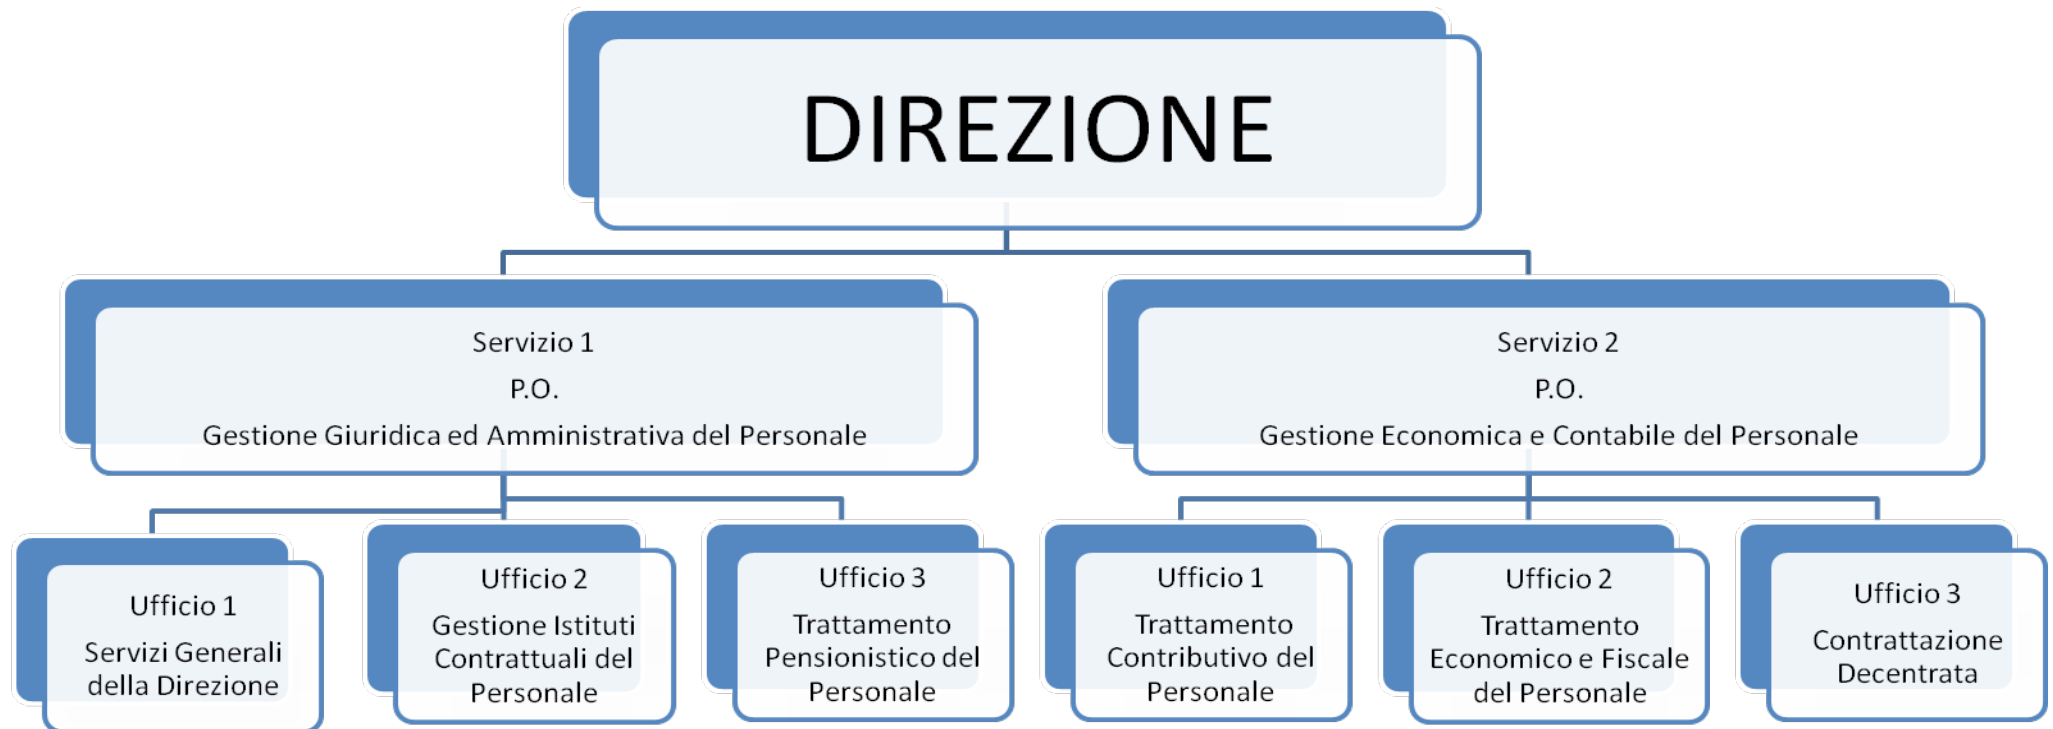 DIREZIONE
Servizio 1
P.O.
Gestione Giuridica ed Amministrativa del Personale
Servizio 2
P.O.
Gestione Economica e Contabile del Personale
Ufficio 1
Servizi Generali
della Direzione
Ufficio 2
Gestione Istituti
Contrattuali del
Personale
Ufficio 3
Trattamento
Pensionistico del
Personale
Ufficio 1
Trattamento
Contributivo del
Personale
Ufficio 2
Trattamento
Economico e Fiscale
del Personale
Ufficio 3
Contrattazione
Decentrata